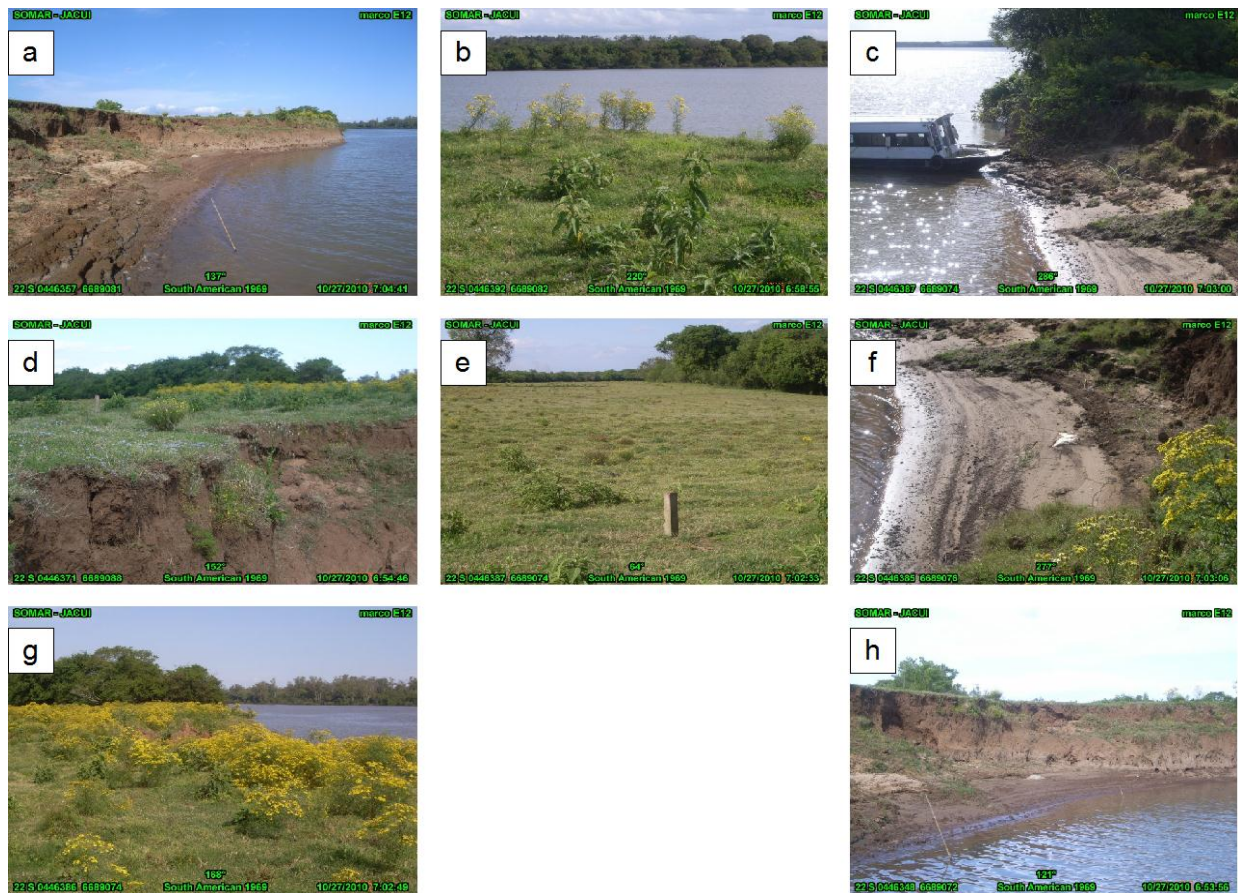 SOMAR - JACUI marco E12
a
137°
22 S 0446357 6689081 South American 1969 10/27/2010 7:04:41
SOMAR - JACUI marco E12
b
220°
22 S 0446392 6689082 South American 1969 10/27/2010 6:58:55
SOMAR - JACUI marco E12
c
286°
22 S 0446387 6689074 South American 1969 10/27/2010 7:03:00
SOMAR - JACUI marco E12
d
152°
22 S 0446371 6689088 South American 1969 10/27/2010 6:54:46
SOMAR - JACUI marco E12
e
64°
22 S 0446387 6689074 South American 1969 10/27/2010 7:02:33
SOMAR - JACUI marco E12
f
277°
22 S 0446385 6689076 South American 1969 10/27/2010 7:03:06
SOMAR - JACUI marco E12
g
168°
22 S 0446386 6689074 South American 1969 10/27/2010 7:02:49
SOMAR - JACUI marco E12
h
121°
22 S 0446348 6689072 South American 1969 10/27/2010 6:53:56